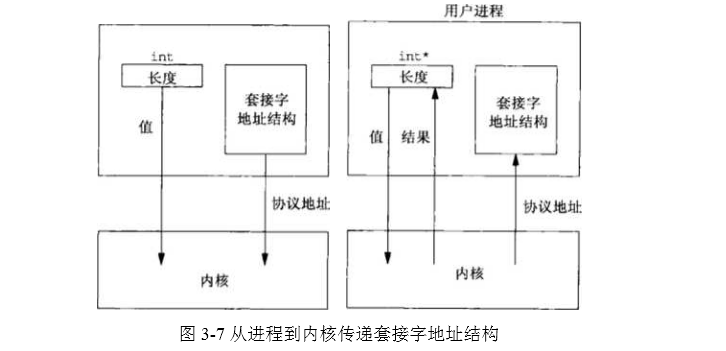 用户进程
int
长度
套接字
地址结构
值
协议地址
内核
int*
长度
套接字
地址结构
值
结果
协议地址
内核
图 3-7 从进程到内核传递套接字地址结构